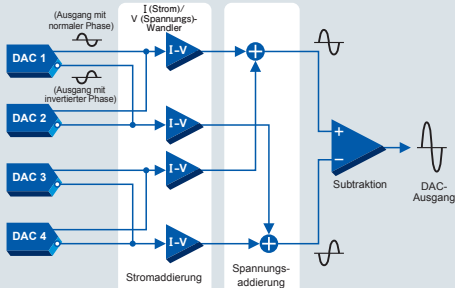 (Ausgang mit
normaler Phase)
I (Strom)/
V (Spannungs)-
Wandler
DAC 1
I-V
(Ausgang mit
invertierter Phase)
DAC 2
I-V
+
−
DAC 3
I-V
Subtraktion
DAC-
Ausgang
DAC 4
I-V
Stromaddierung
Spannungs-
addierung